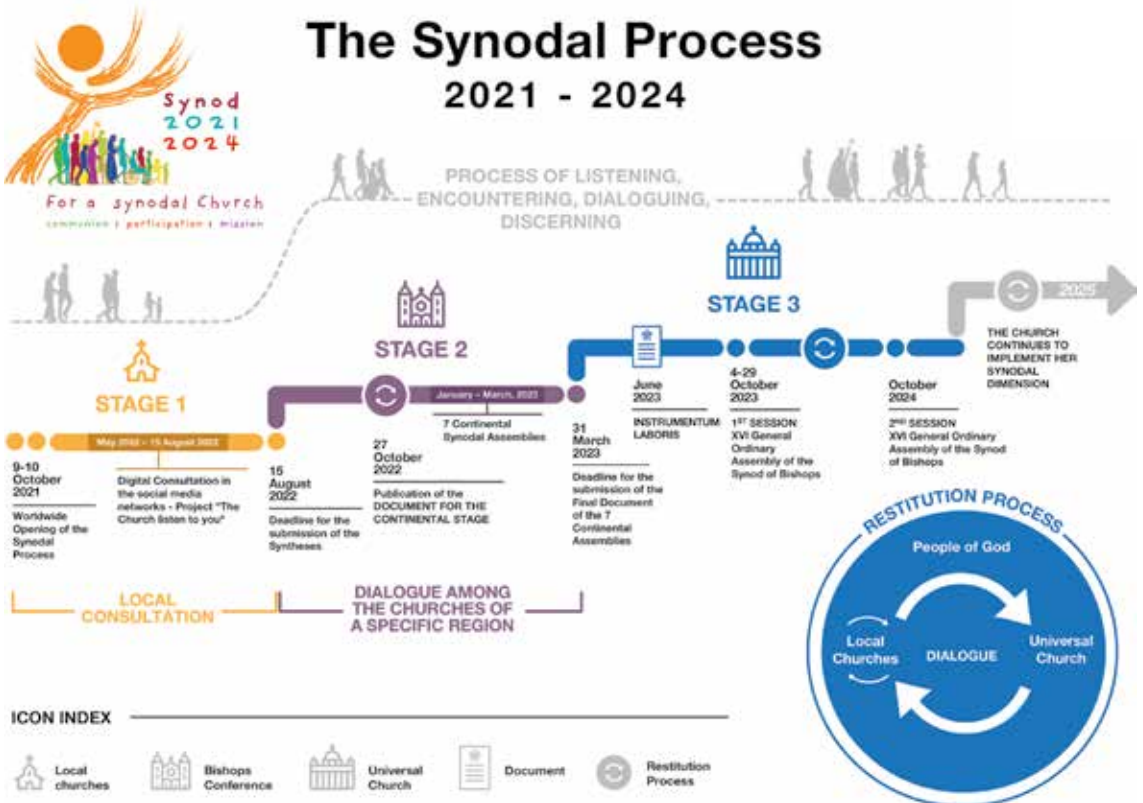 The Synodal Process
2021 - 2024
Synod
2021
2024
For a synodal Church
communion | participation | mission
PROCESS OF LISTENING,
ENCOUNTERING, DIALOGUING,
DISCERNING
STAGE 1
May 2022 – 15 August 2022
9-10
October
2021
Worldwide
Opening of the
Synodal
Process
Digital Consultation in
the social media
networks - Project "The
Church listen to you"
15
August
2022
Deadline for the
submission of the
Syntheses
LOCAL
CONSULTATION
STAGE 2
January – March, 2023
27
October
2022
Publication of the
DOCUMENT FOR THE
CONTINENTAL STAGE
7 Continental
Synodal Assemblies
31
March
2023
Deadline for the
submission of the
Final Document
of the 7
Continental
Assemblies
DIALOGUE AMONG
THE CHURCHES OF
A SPECIFIC REGION
STAGE 3
June
2023
INSTRUMENTUM
LABORIS
4-29
October
2023
1ST SESSION
XVI General
Ordinary
Assembly of the
Synod of Bishops
October
2024
2ND SESSION
XVI General Ordinary
Assembly of the Synod
of Bishops
2025
THE CHURCH
CONTINUES TO
IMPLEMENT HER
SYNODAL
DIMENSION
RESTITUTION PROCESS
People of God
Local
Churches
DIALOGUE
Universal
Church
ICON INDEX
Local
churches
Bishops
Conference
Universal
Church
Document
Restitution
Process